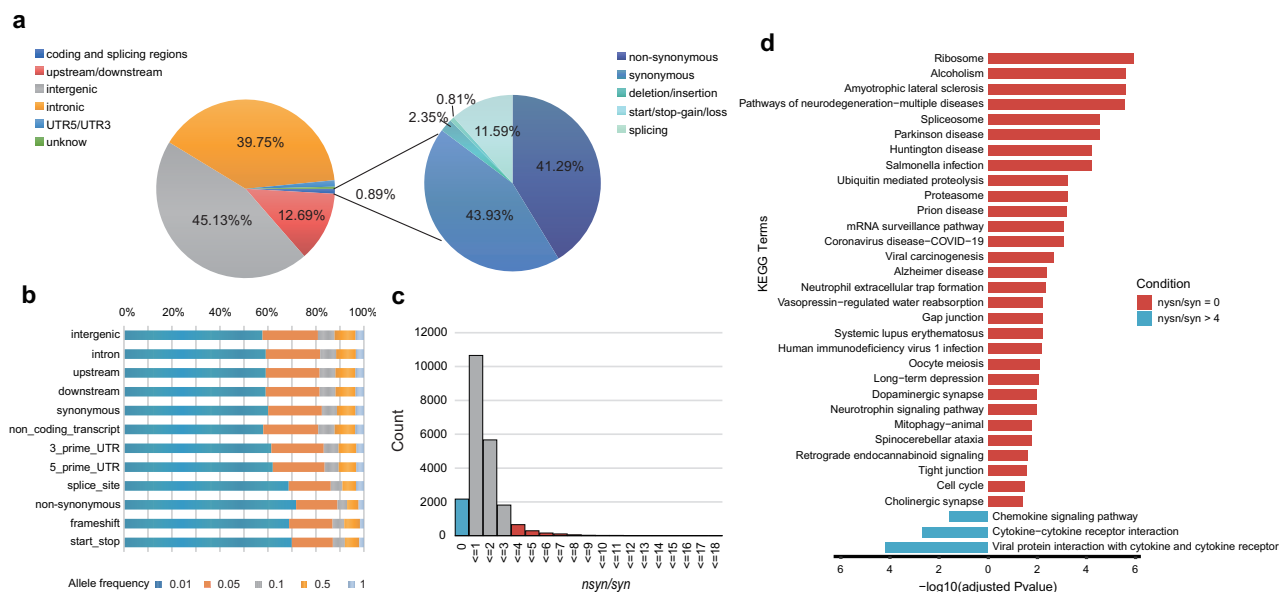 a
coding and splicing regions
upstream/downstream
intergenic
intronic
UTR5/UTR3
unknow
39.75%
45.13%%
12.69%
0.89%
non-synonymous
synonymous
deletion/insertion
start/stop-gain/loss
splicing
0.81%
2.35%
11.59%
41.29%
43.93%
b
0% 20% 40% 60% 80% 100%
intergenic
intron
upstream
downstream
synonymous
non_coding_transcript
3_prime_UTR
5_prime_UTR
splice_site
non-synonymous
frameshift
start_stop
Allele frequency 0.01 0.05 0.1 0.5 1
c
Count
12000
10000
8000
6000
4000
2000
0
0 <=1 <=2 <=3 <=4 <=5 <=6 <=7 <=8 <=9 <=10 <=11 <=12 <=13 <=14 <=15 <=16 <=17 <=18
nsyn/syn
d
KEGG Terms
Ribosome
Alcoholism
Amyotrophic lateral sclerosis
Pathways of neurodegeneration−multiple diseases
Spliceosome
Parkinson disease
Huntington disease
Salmonella infection
Ubiquitin mediated proteolysis
Proteasome
Prion disease
mRNA surveillance pathway
Coronavirus disease−COVID−19
Viral carcinogenesis
Alzheimer disease
Neutrophil extracellular trap formation
Vasopressin−regulated water reabsorption
Gap junction
Systemic lupus erythematosus
Human immunodeficiency virus 1 infection
Oocyte meiosis
Long−term depression
Dopaminergic synapse
Neurotrophin signaling pathway
Mitophagy−animal
Spinocerebellar ataxia
Retrograde endocannabinoid signaling
Tight junction
Cell cycle
Cholinergic synapse
Chemokine signaling pathway
Cytokine−cytokine receptor interaction
Viral protein interaction with cytokine and cytokine receptor
6 4 2 0 2 4 6
−log10(adjusted Pvalue)
Condition
nysn/syn = 0
nysn/syn > 4